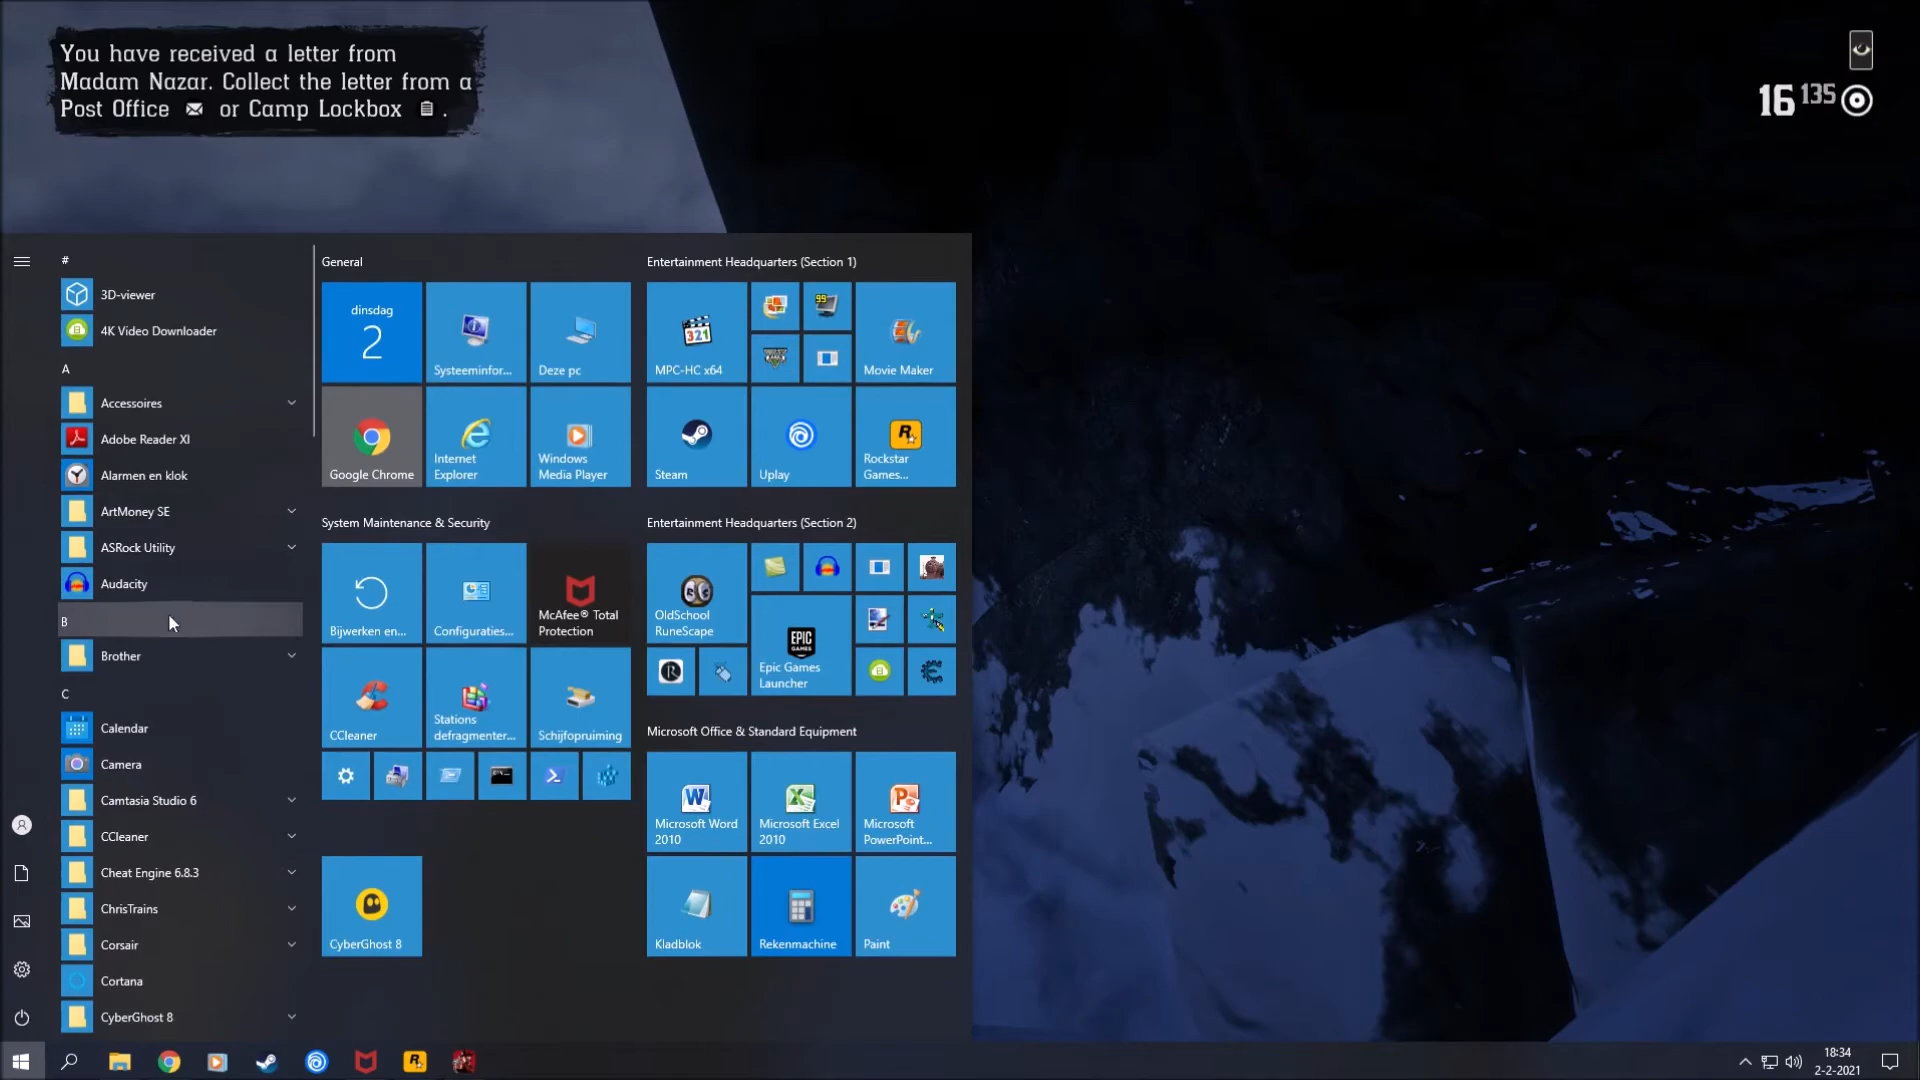 You have received a letter from
Madam Nazar. Collect the letter from a
Post Office or Camp Lockbox .
16 135
#
3D-viewer
4K Video Downloader
A
Accessoires
Adobe Reader XI
Alarmen en klok
ArtMoney SE
ASRock Utility
Audacity
B
Brother
C
Calendar
Camera
Camtasia Studio 6
CCleaner
Cheat Engine 6.8.3
ChrisTrains
Corsair
Cortana
CyberGhost 8
General
dinsdag
2
Systeeminfor...
Deze pc
Google Chrome
Internet
Explorer
Windows
Media Player
System Maintenance & Security
Bijwerken en...
Configuraties...
McAfee® Total
Protection
CCleaner
Stations
defragmenter...
Schijfopruiming
CyberGhost 8
Entertainment Headquarters (Section 1)
321
MPC-HC x64
99
Movie Maker
Steam
Uplay
R
Rockstar
Games...
Entertainment Headquarters (Section 2)
OldSchool
RuneScape
EPIC
GAMES
Epic Games
Launcher
R
Microsoft Office & Standard Equipment
Microsoft Word
2010
Microsoft Excel
2010
Microsoft
PowerPoint...
Kladblok
Rekenmachine
Paint
18:34
2-2-2021